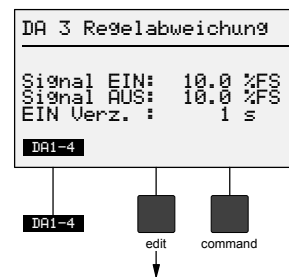 DA 3 Regelabweichung
Signal EIN: 10.0 %FS
Signal AUS: 10.0 %FS
EIN Verz. : 1 s
DA1-4
DA1-4
edit command